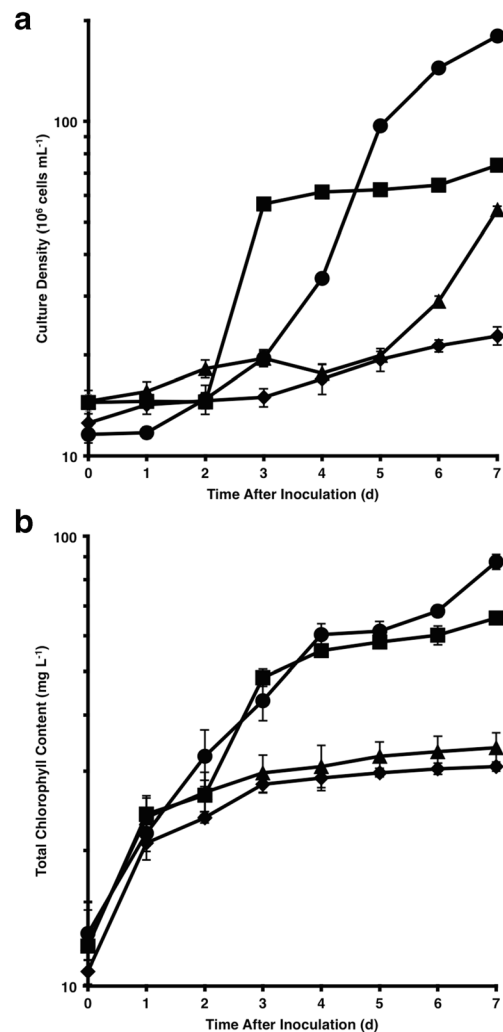 a
Culture Density (10⁶ cells mL⁻¹)
100
10
0 1 2 3 4 5 6 7
Time After Inoculation (d)
b
Total Chlorophyll Content (mg L⁻¹)
100
10
0 1 2 3 4 5 6 7
Time After Inoculation (d)